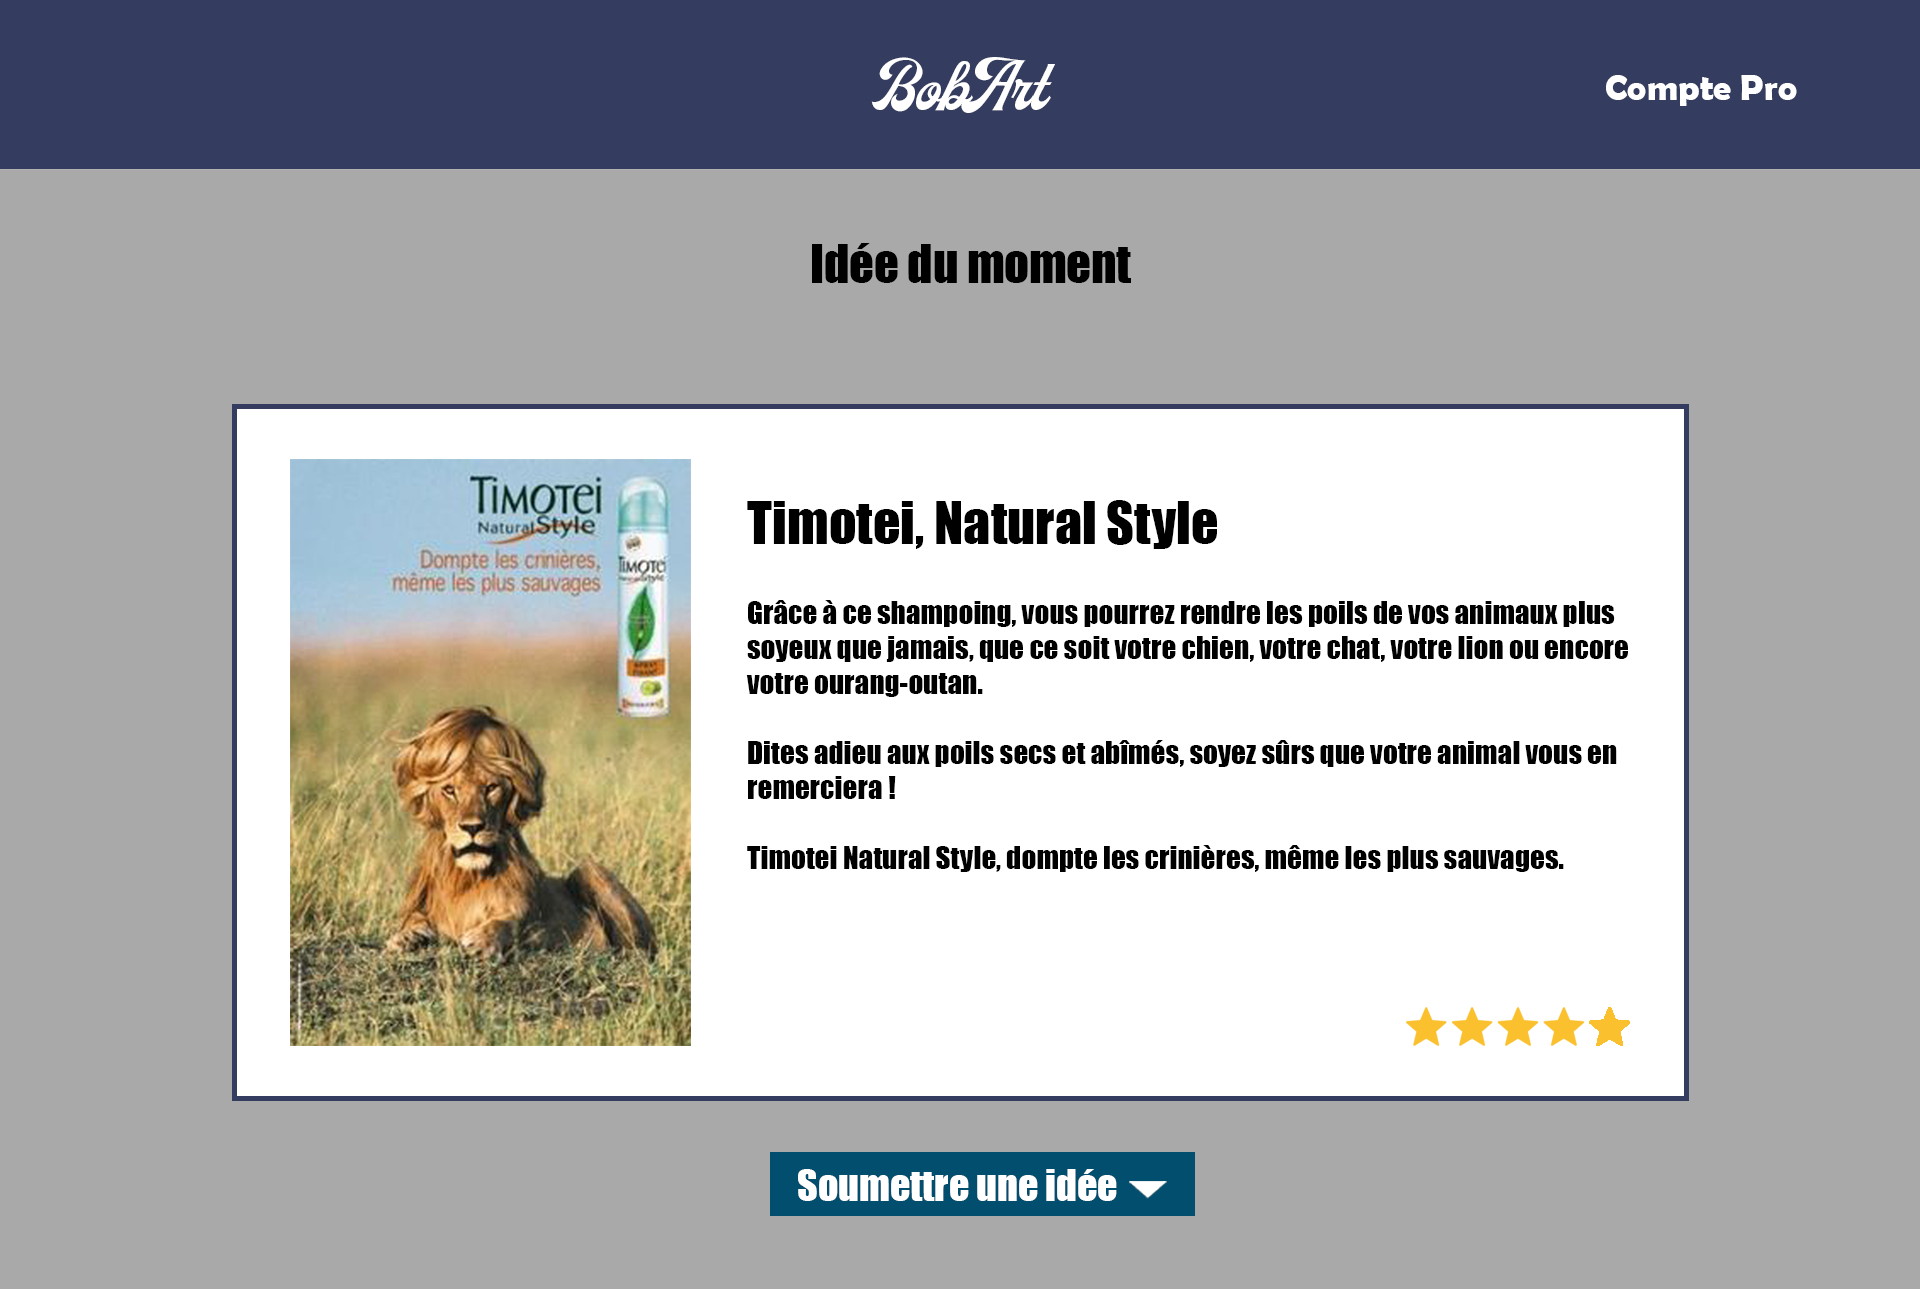 BobArt
Compte Pro
Idée du moment
TIMOTEI
Natural Style
Dompte les crinières,
même les plus sauvages
TIMOTEI
Timotei, Natural Style
Grâce à ce shampoing, vous pourrez rendre les poils de vos animaux plus
soyeux que jamais, que ce soit votre chien, votre chat, votre lion ou encore
votre ourang-outan.
Dites adieu aux poils secs et abîmés, soyez sûrs que votre animal vous en
remerciera !
Timotei Natural Style, dompte les crinières, même les plus sauvages.
Soumettre une idée